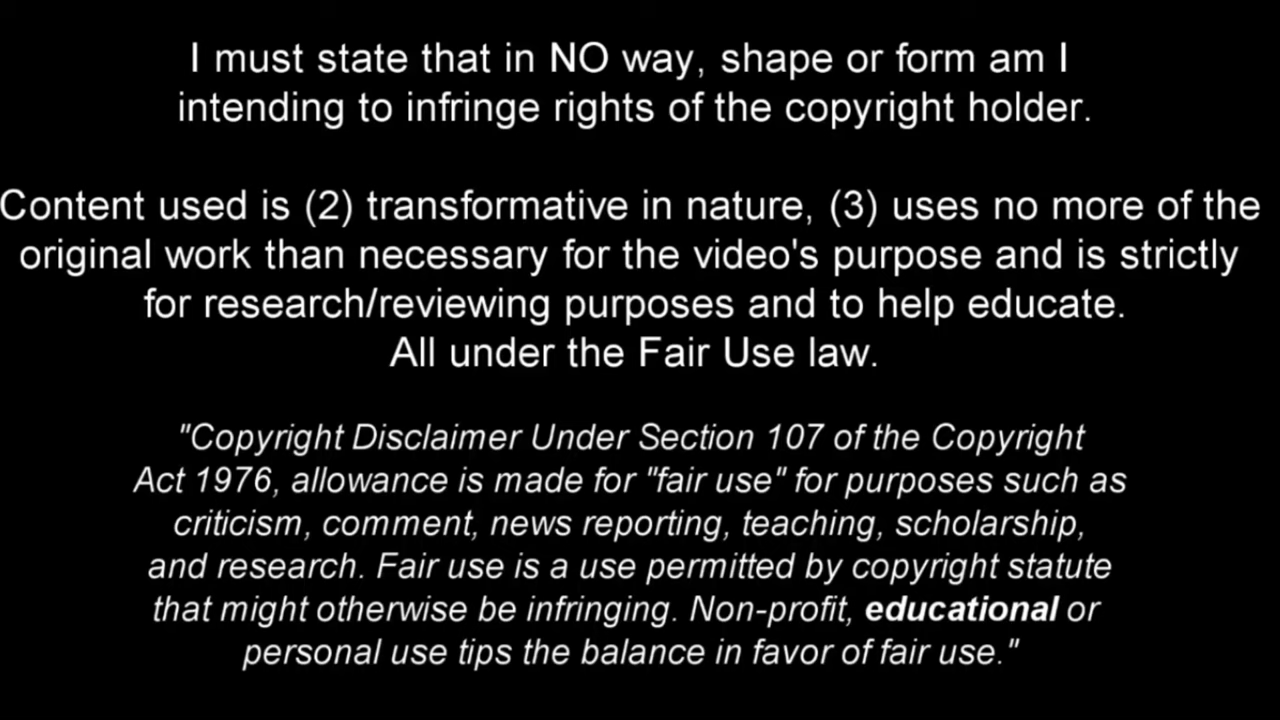 I must state that in NO way, shape or form am I
intending to infringe rights of the copyright holder.
Content used is (2) transformative in nature, (3) uses no more of the
original work than necessary for the video's purpose and is strictly
for research/reviewing purposes and to help educate.
All under the Fair Use law.
"Copyright Disclaimer Under Section 107 of the Copyright
Act 1976, allowance is made for "fair use" for purposes such as
criticism, comment, news reporting, teaching, scholarship,
and research. Fair use is a use permitted by copyright statute
that might otherwise be infringing. Non-profit, educational or
personal use tips the balance in favor of fair use."